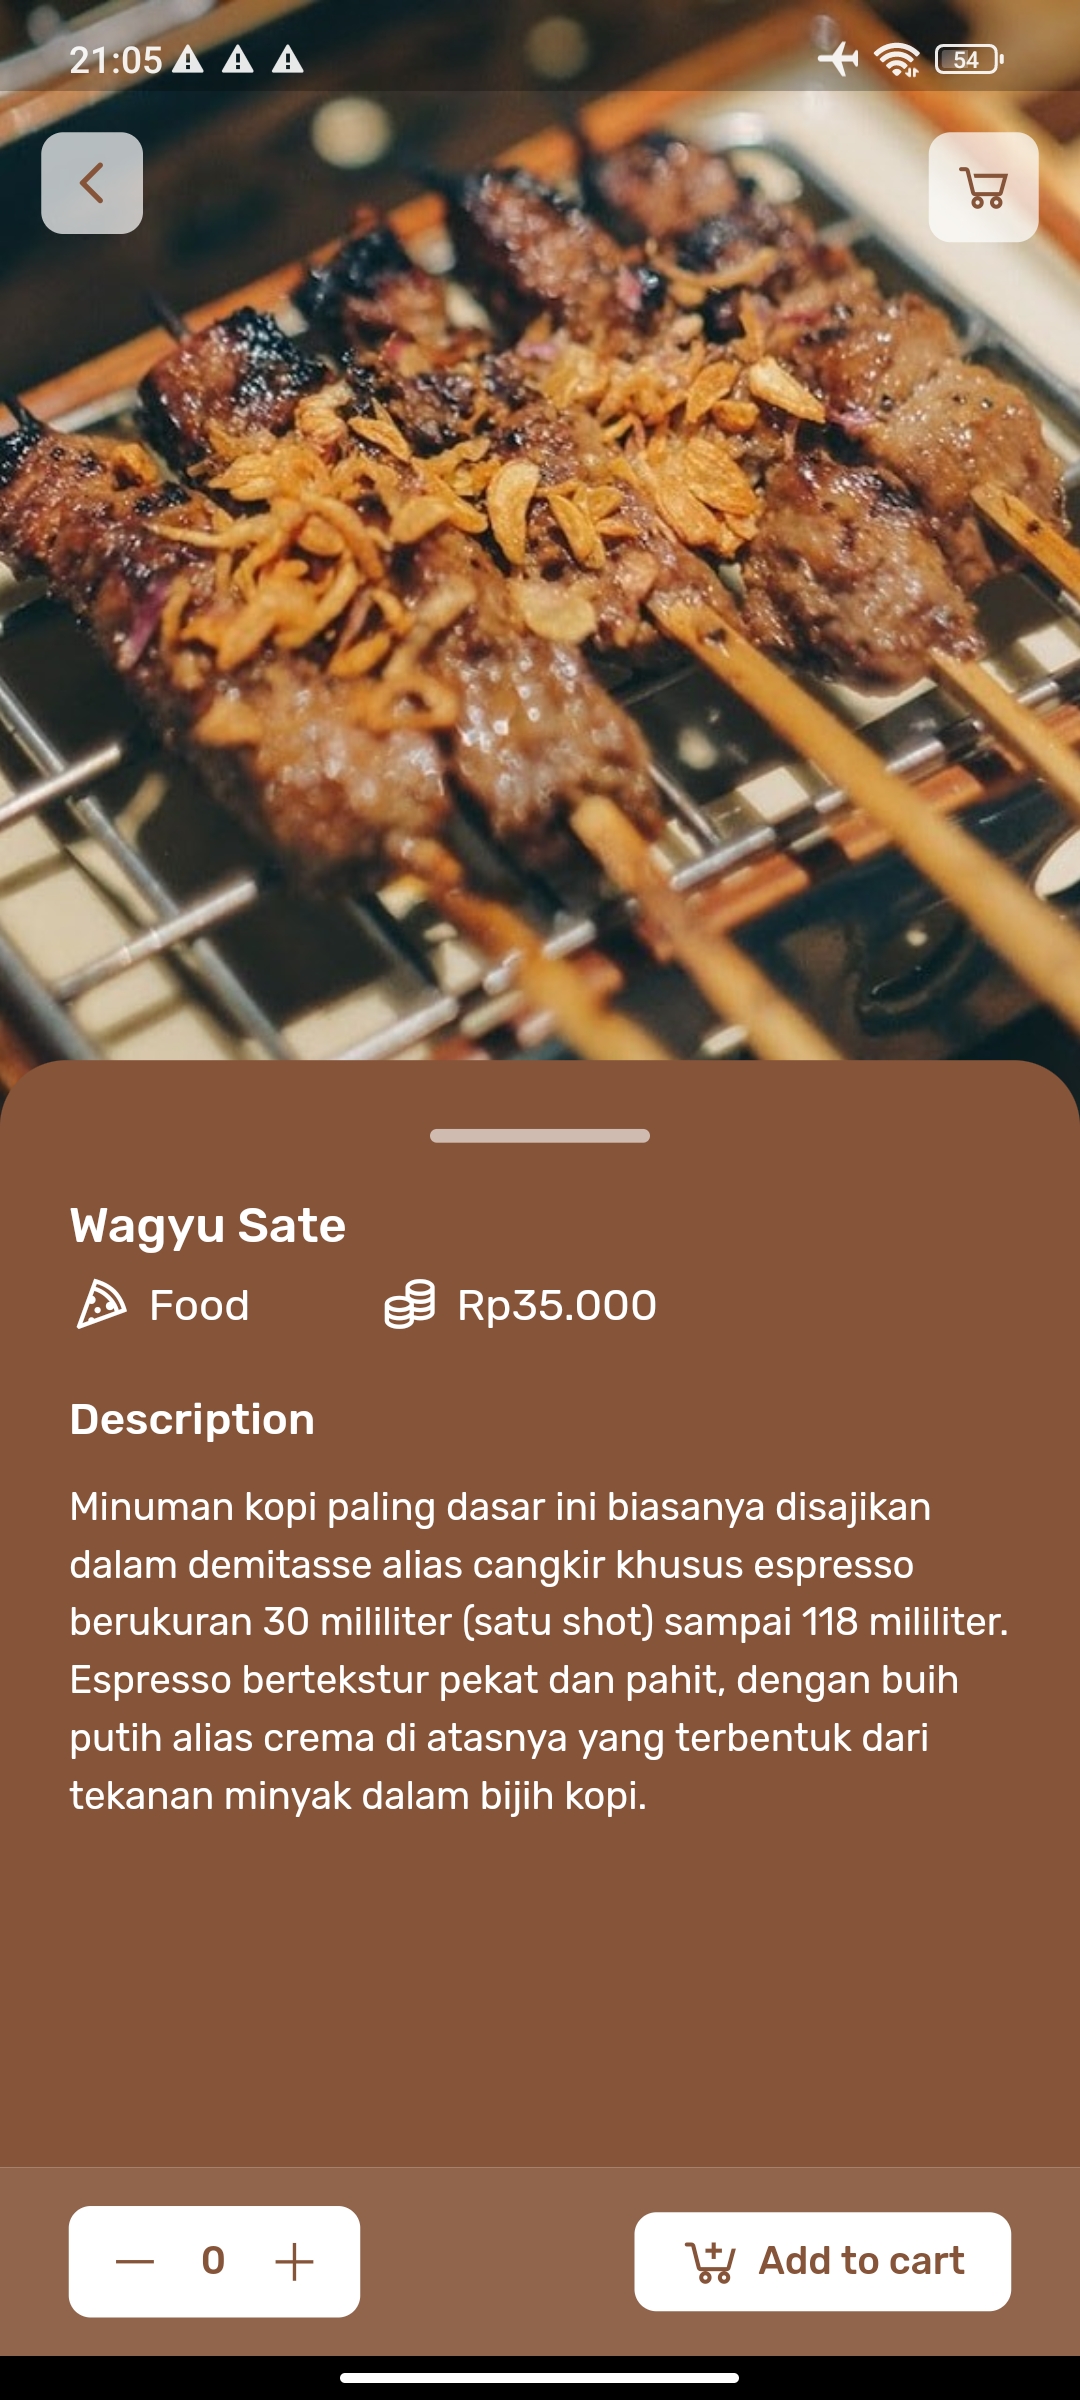 21:05
54
Wagyu Sate
Food
Rp35.000
Description
Minuman kopi paling dasar ini biasanya disajikan
dalam demitasse alias cangkir khusus espresso
berukuran 30 mililiter (satu shot) sampai 118 mililiter.
Espresso bertekstur pekat dan pahit, dengan buih
putih alias crema di atasnya yang terbentuk dari
tekanan minyak dalam bijih kopi.
0
Add to cart